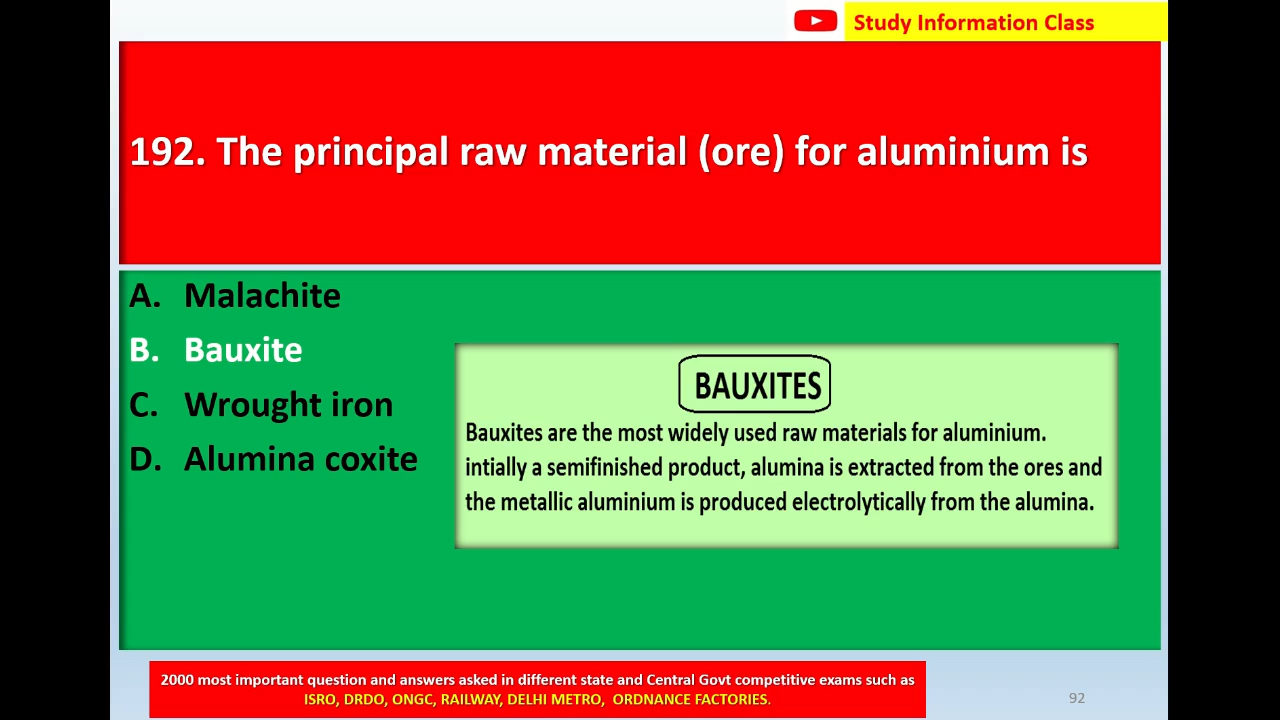 Study Information Class
192. The principal raw material (ore) for aluminium is
A. Malachite
B. Bauxite
C. Wrought iron
D. Alumina coxite
BAUXITES
Bauxites are the most widely used raw materials for aluminium.
intially a semifinished product, alumina is extracted from the ores and
the metallic aluminium is produced electrolytically from the alumina.
2000 most important question and answers asked in different state and Central Govt competitive exams such as
ISRO, DRDO, ONGC, RAILWAY, DELHI METRO, ORDNANCE FACTORIES.
92